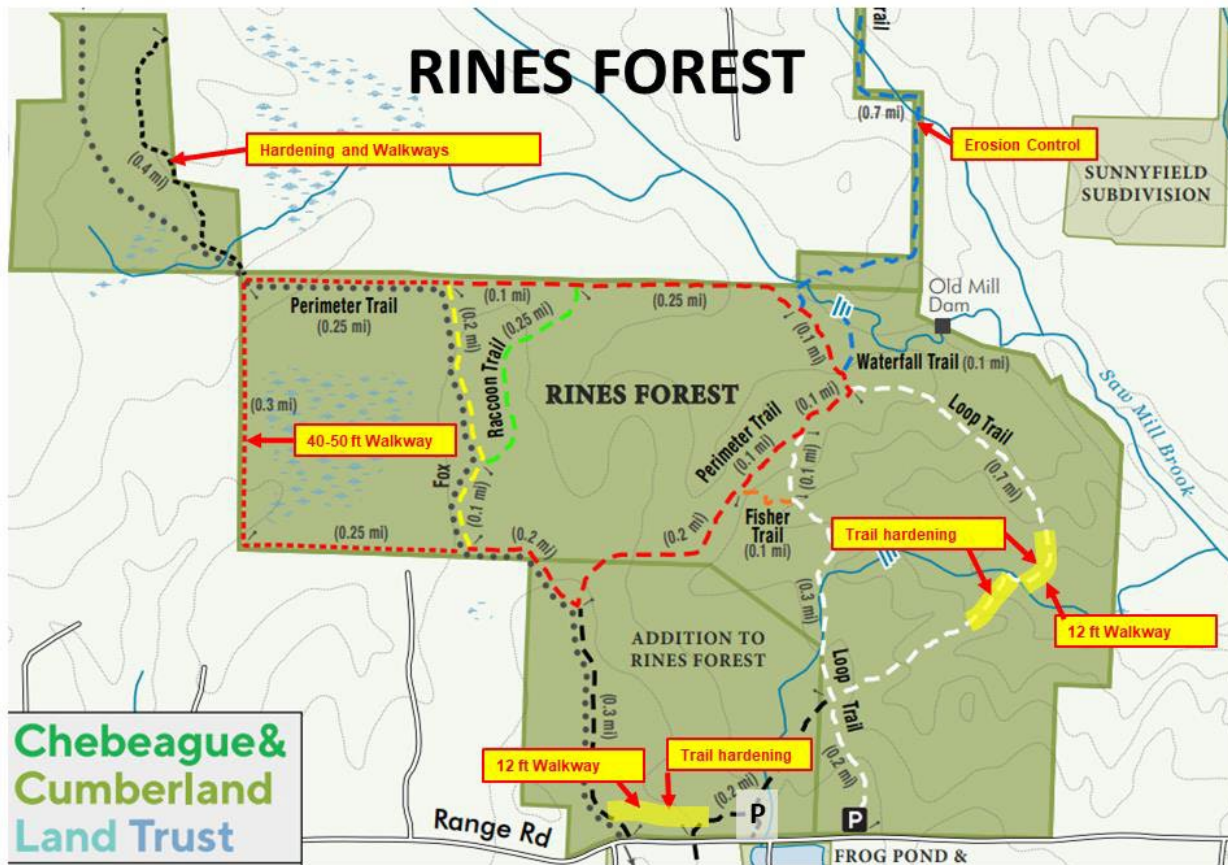 RINES FOREST
Trail
(0.7 mi)
Erosion Control
Hardening and Walkways
(0.4 mi)
SUNNYFIELD
SUBDIVISION
Old Mill
Dam
Perimeter Trail
(0.25 mi)
(0.1 mi)
(0.25 mi)
(0.2 mi)
(0.25 mi)
Raccoon Trail
(0.1 mi)
Waterfall Trail (0.1 mi)
RINES FOREST
(0.3 mi)
40-50 ft Walkway
Fox
(0.1 mi)
(0.1 mi)
Perimeter Trail
(0.1 mi)
(0.1 mi)
Loop Trail
(0.7 mi)
Saw Mill Brook
(0.25 mi)
(0.2 mi)
(0.2 mi)
Fisher
Trail
(0.1 mi)
Trail hardening
12 ft Walkway
(0.3 mi)
ADDITION TO
RINES FOREST
Loop
Trail
(0.3 mi)
(0.2 mi)
12 ft Walkway
Trail hardening
(0.2 mi)
P
P
Chebeague&
Cumberland
Land Trust
Range Rd
FROG POND &